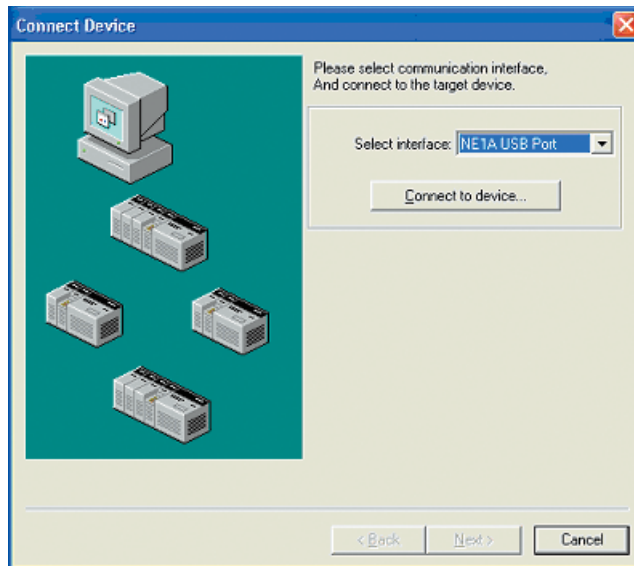 Connect Device
Please select communication interface,
And connect to the target device.
Select interface: NE1A USB Port
Connect to device...
< Back
Next >
Cancel